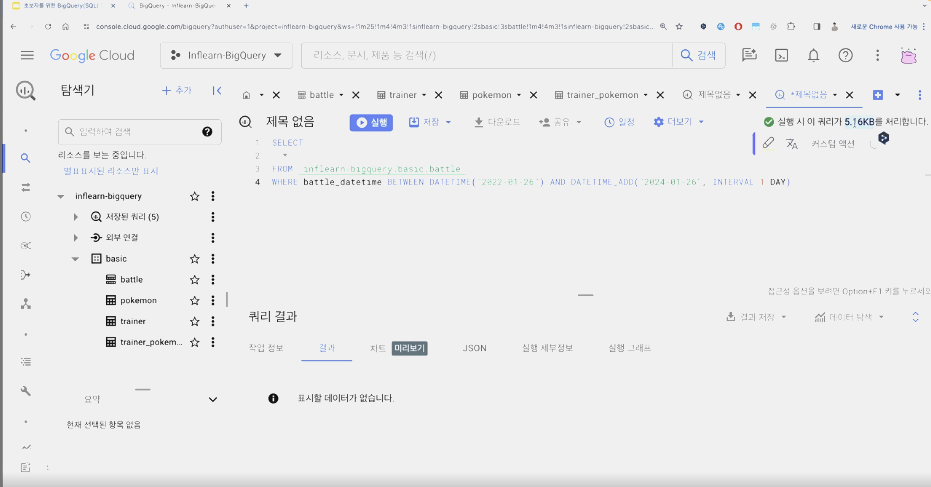 초보자를 위한 BigQuery(SQL)
BigQuery – Inflearn-BigQuer
console.cloud.google.com/bigquery?authuser=1&project=inflearn-bigquery&ws=!1m25!1m4!4m3!1sinflearn-bigquery!2sbasic!3sbattle!1m4!4m3!1sinflearn-bigquery!2sbasic...
새로운 Chrome 사용 가능
Google Cloud
Inflearn-BigQuery
리소스, 문서, 제품 등 검색(/)
검색
탐색기
+ 추가
battle
trainer
pokemon
trainer_pokemon
제목없음
*제목없음
입력하여 검색
리소스를 보는 중입니다.
별표표시된 리소스만 표시
inflearn-bigquery
저장된 쿼리 (5)
외부 연결
basic
battle
pokemon
trainer
trainer_pokem...
요약
현재 선택된 항목 없음
제목 없음
실행
저장
다운로드
공유
일정
더보기
실행 시 이 쿼리가 5.16KB를 처리합니다.
커스텀 액션
1 SELECT
2 *
3 FROM `inflearn-bigquery.basic.battle`
4 WHERE battle_datetime BETWEEN DATETIME('2022-01-26') AND DATETIME_ADD('2024-01-26', INTERVAL 1 DAY)
접근성 옵션을 보려면 Option+F1 키를 누르세요
쿼리 결과
결과 저장
데이터 탐색
작업 정보
결과
차트 미리보기
JSON
실행 세부정보
실행 그래프
표시할 데이터가 없습니다.